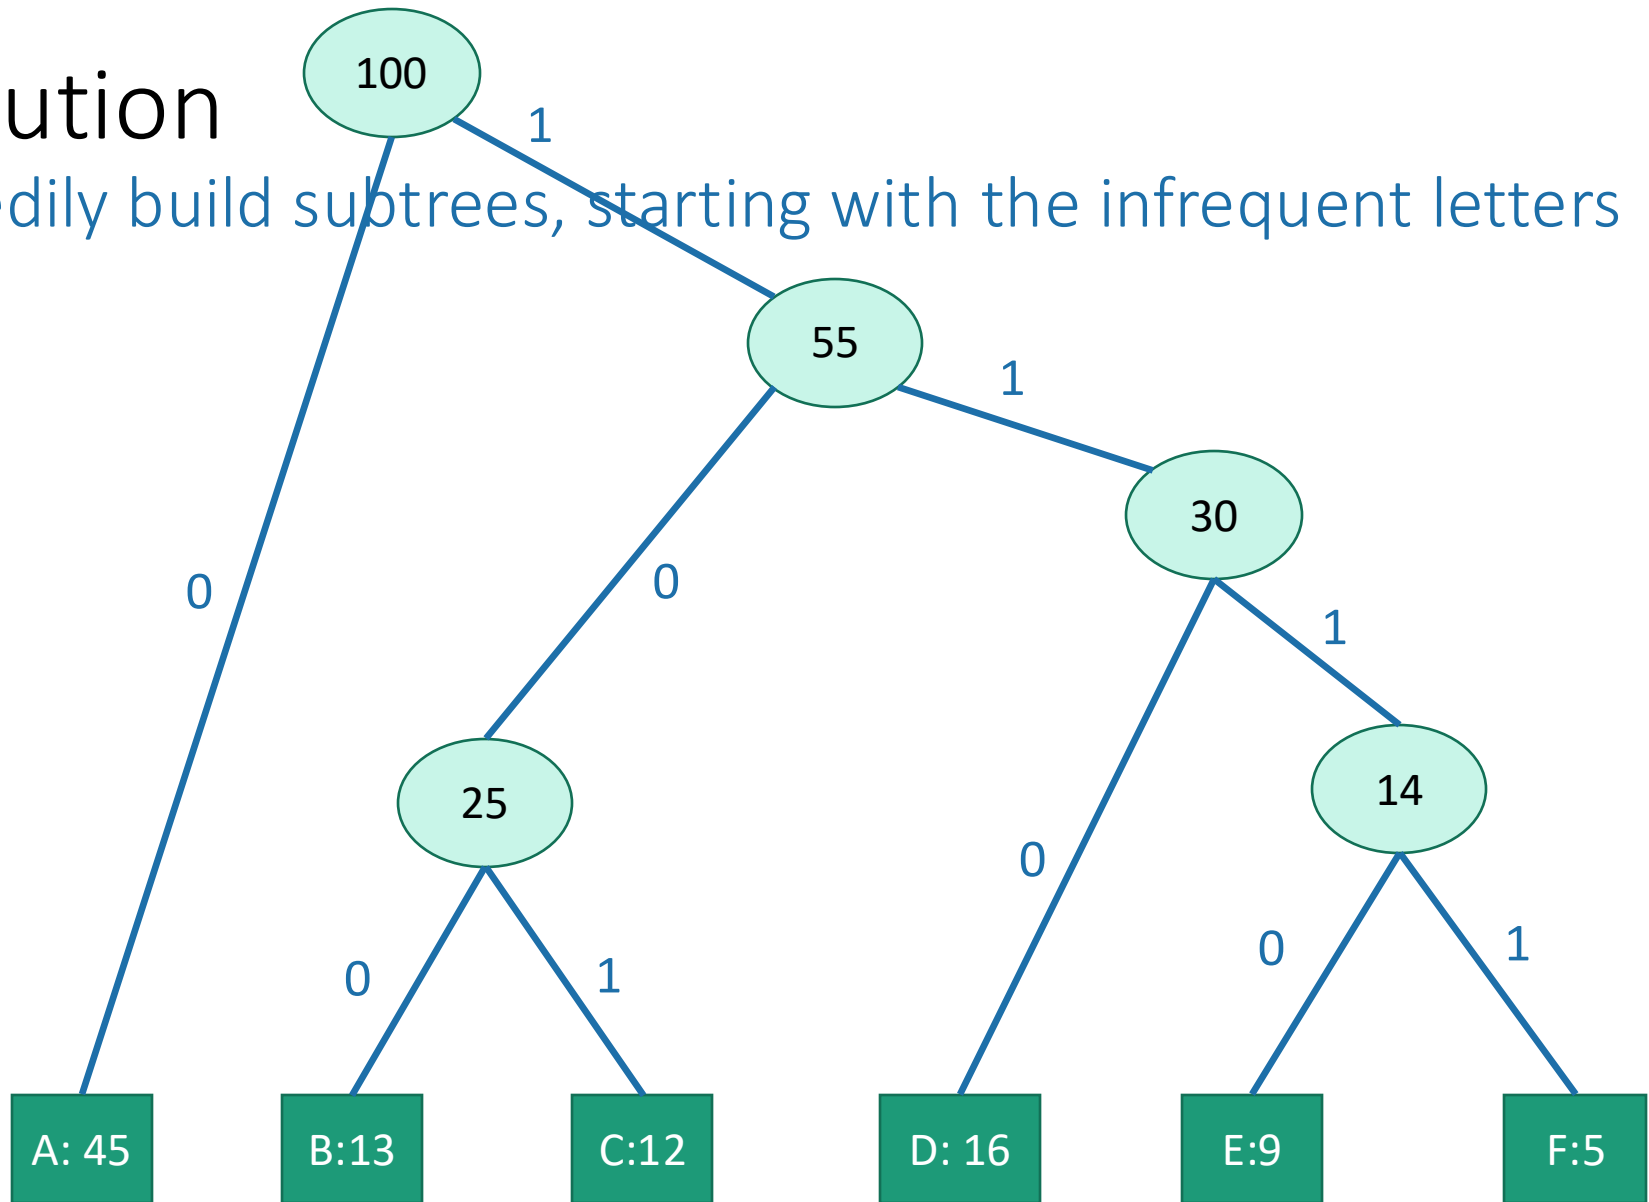 100
ution
1
dily build subtrees, starting with the infrequent letters
55
1
30
0
0
1
25
14
0
0
1
0
1
A: 45
B:13
C:12
D: 16
E:9
F:5